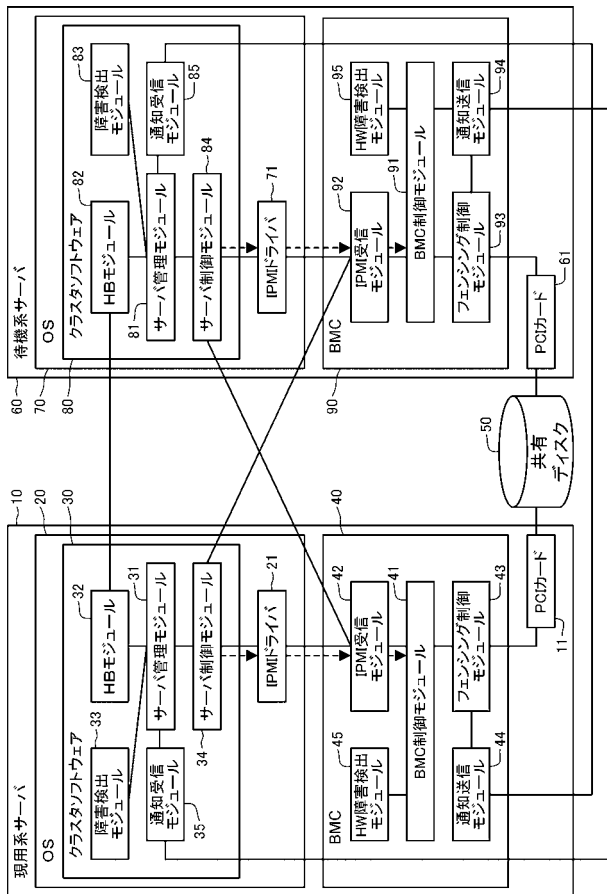 現用系サーバ
10
OS
20
クラスタソフトウェア
30
障害検出
モジュール
33
HBモジュール
32
通知受信
モジュール
35
サーバ管理モジュール
31
サーバ制御モジュール
34
IPMIドライバ
21
BMC
40
HW障害検出
モジュール
45
IPMI受信
モジュール
42
BMC制御モジュール
41
通知送信
モジュール
44
フェンシング制御
モジュール
43
PCIカード
11
共有
ディスク
50
待機系サーバ
60
OS
70
クラスタソフトウェア
80
HBモジュール
82
障害検出
モジュール
83
サーバ管理モジュール
81
通知受信
モジュール
85
サーバ制御モジュール
84
IPMIドライバ
71
BMC
90
IPMI受信
モジュール
92
HW障害検出
モジュール
95
BMC制御モジュール
91
フェンシング制御
モジュール
93
通知送信
モジュール
94
PCIカード
61